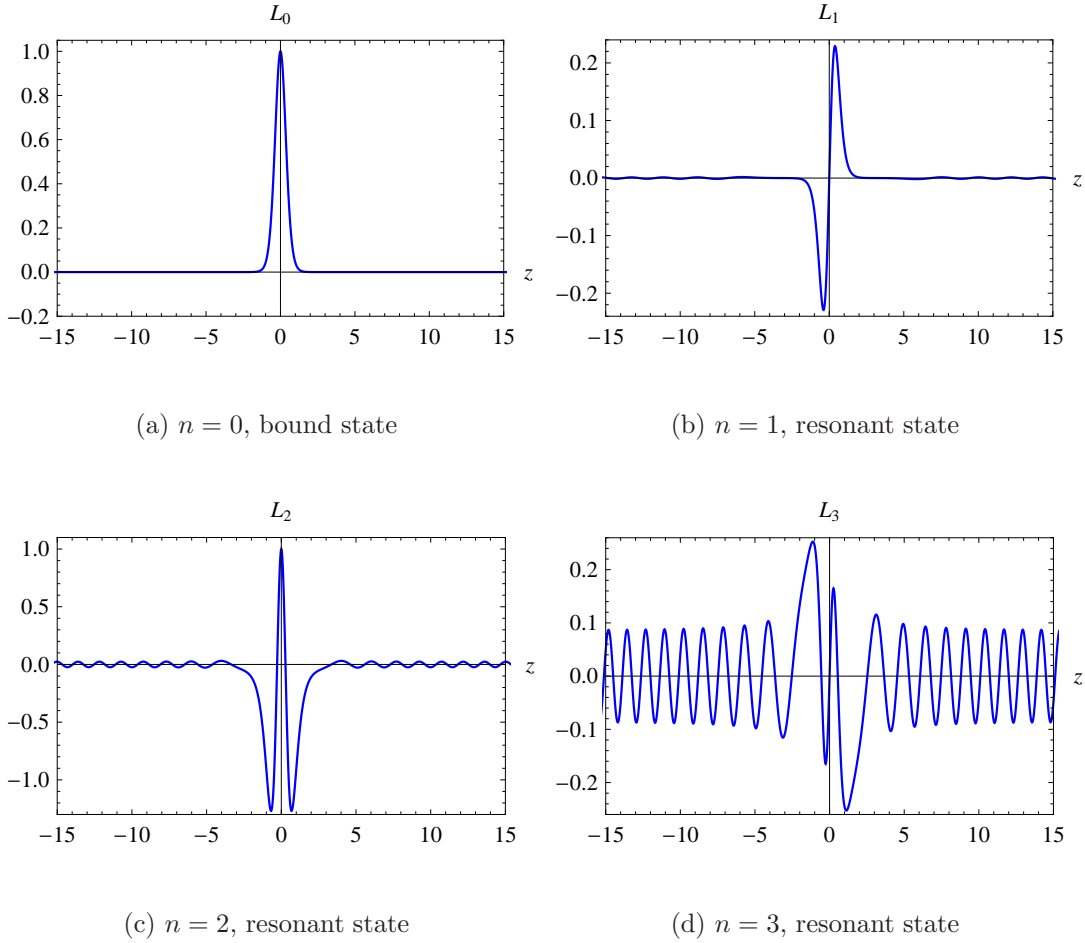 L₀
1.0
0.8
0.6
0.4
0.2
0.0
−0.2
−15 −10 −5 0 5 10 15
z
(a) n = 0, bound state
L₁
0.2
0.1
0.0
−0.1
−0.2
−15 −10 −5 0 5 10 15
z
(b) n = 1, resonant state
L₂
1.0
0.5
0.0
−0.5
−1.0
−15 −10 −5 0 5 10 15
z
(c) n = 2, resonant state
L₃
0.2
0.1
0.0
−0.1
−0.2
−15 −10 −5 0 5 10 15
z
(d) n = 3, resonant state